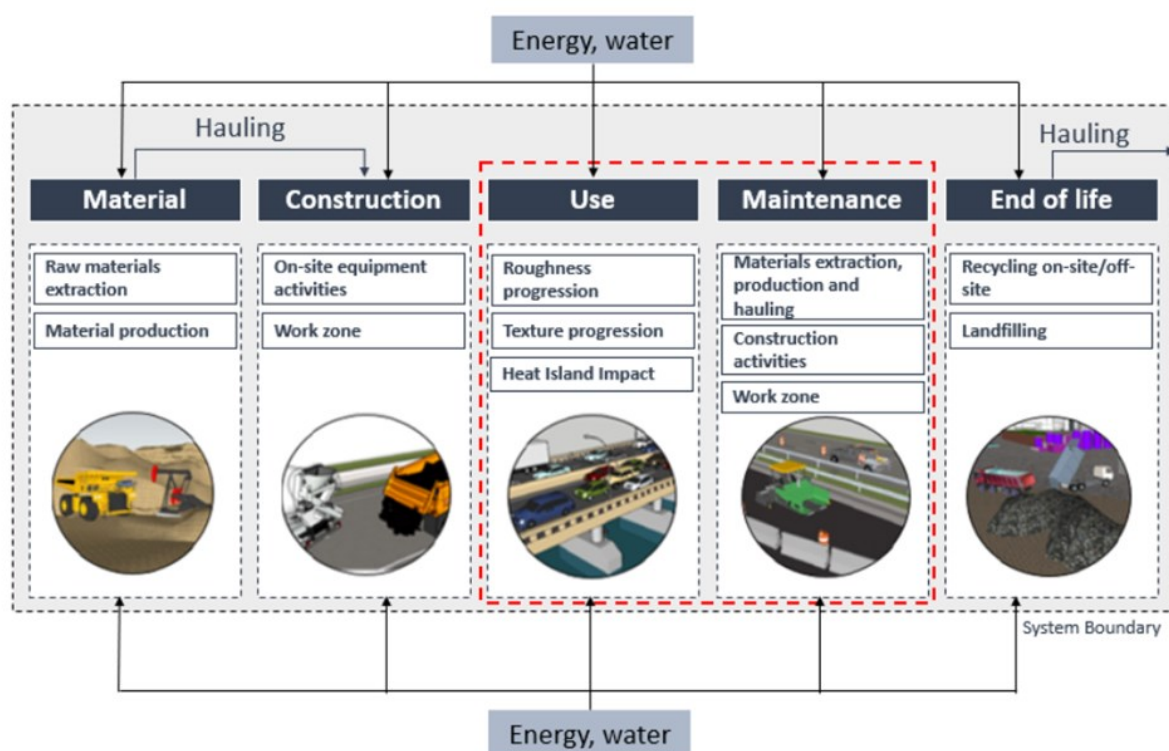 Energy, water
Hauling
Hauling
Material
Construction
Use
Maintenance
End of life
Raw materials
extraction
Material production
On-site equipment
activities
Work zone
Roughness
progression
Texture progression
Heat Island Impact
Materials extraction,
production and
hauling
Construction
activities
Work zone
Recycling on-site/off-
site
Landfilling
System Boundary
Energy, water